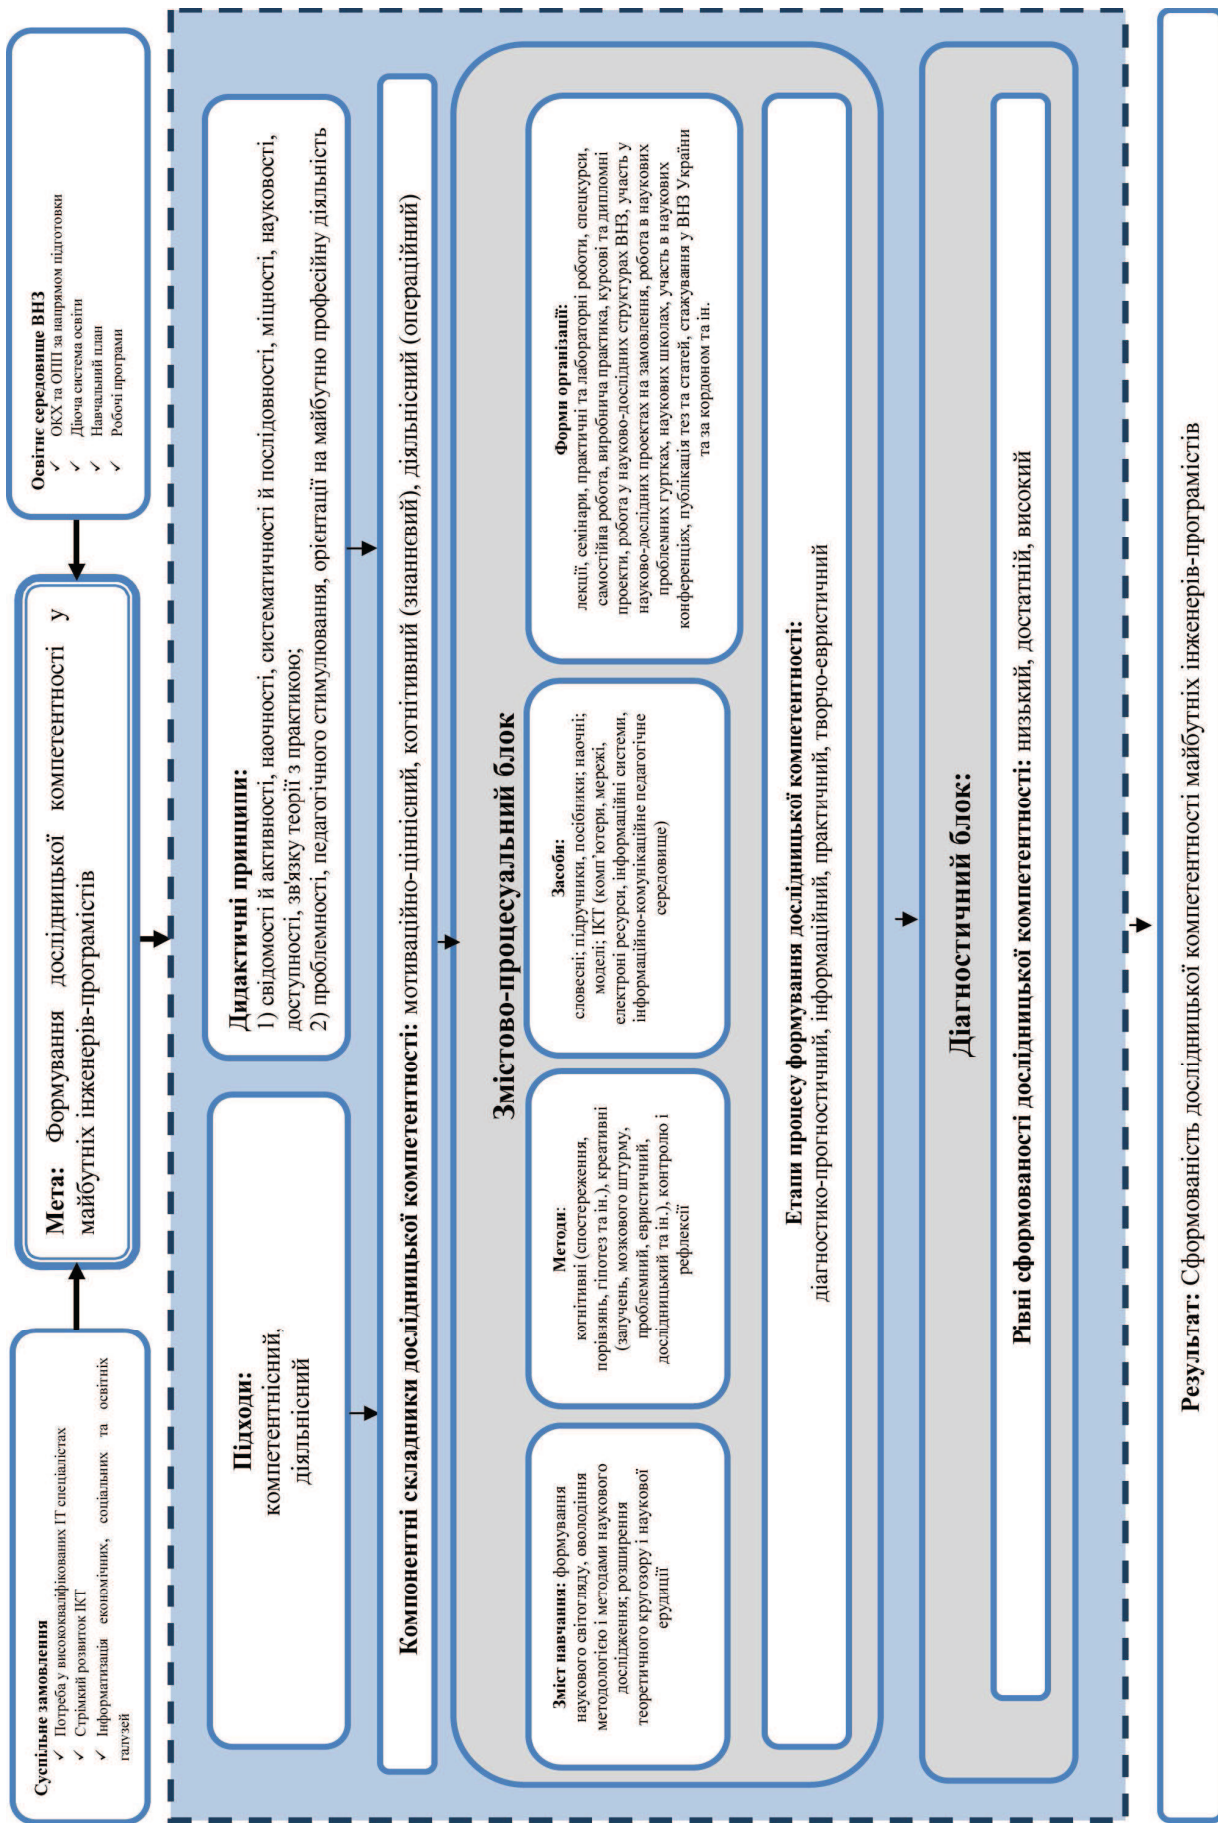 Суспільне замовлення
✓ Потреба у висококваліфікованих ІТ спеціалістах
✓ Стрімкий розвиток ІКТ
✓ Інформатизація економічних, соціальних та освітніх
галузей
Мета: Формування дослідницької компетентності у
майбутніх інженерів-програмістів
Освітнє середовище ВНЗ
✓ ОКХ та ОПП за напрямом підготовки
✓ Діюча система освіти
✓ Навчальний план
✓ Робочі програми
Підходи:
компетентнісний,
діяльнісний
Дидактичні принципи:
1) свідомості й активності, наочності, систематичності й послідовності, міцності, науковості,
доступності, зв'язку теорії з практикою;
2) проблемності, педагогічного стимулювання, орієнтації на майбутню професійну діяльність
Компонентні складники дослідницької компетентності: мотиваційно-ціннісний, когнітивний (знаннєвий), діяльнісний (операційний)
Змістово-процесуальний блок
Зміст навчання: формування
наукового світогляду, оволодіння
методологією і методами наукового
дослідження; розширення
теоретичного кругозору і наукової
ерудиції
Методи:
когнітивні (спостереження,
порівнянь, гіпотез та ін.), креативні
(залучень, мозкового штурму,
проблемний, евристичний,
дослідницький та ін.), контролю і
рефлексії
Засоби:
словесні; підручники, посібники; наочні;
моделі; ІКТ (комп’ютери, мережі,
електроні ресурси, інформаційні системи,
інформаційно-комунікаційне педагогічне
середовище)
Форми організації:
лекції, семінари, практичні та лабораторні роботи, спецкурси,
самостійна робота, виробнича практика, курсові та дипломні
проекти, робота у науково-дослідних структурах ВНЗ, участь у
науково-дослідних проектах на замовлення, робота в наукових
проблемних гуртках, наукових школах, участь в наукових
конференціях, публікація тез та статей, стажування у ВНЗ України
та за кордоном та ін.
Етапи процесу формування дослідницької компетентності:
діагностико-прогностичний, інформаційний, практичний, творчо-евристичний
Діагностичний блок:
Рівні сформованості дослідницької компетентності: низький, достатній, високий
Результат: Сформованість дослідницької компетентності майбутніх інженерів-програмістів